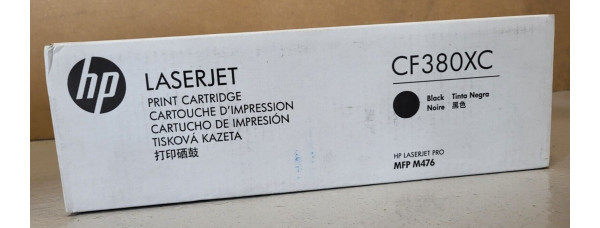 hp
LASERJET
PRINT CARTRIDGE
CARTOUCHE D'IMPRESSION
CARTUCHO DE IMPRESIÓN
TISKOVÁ KAZETA
打印硒鼓
CF380XC
Black Tinta Negra
Noire 黑色
HP LASERJET PRO
MFP M476